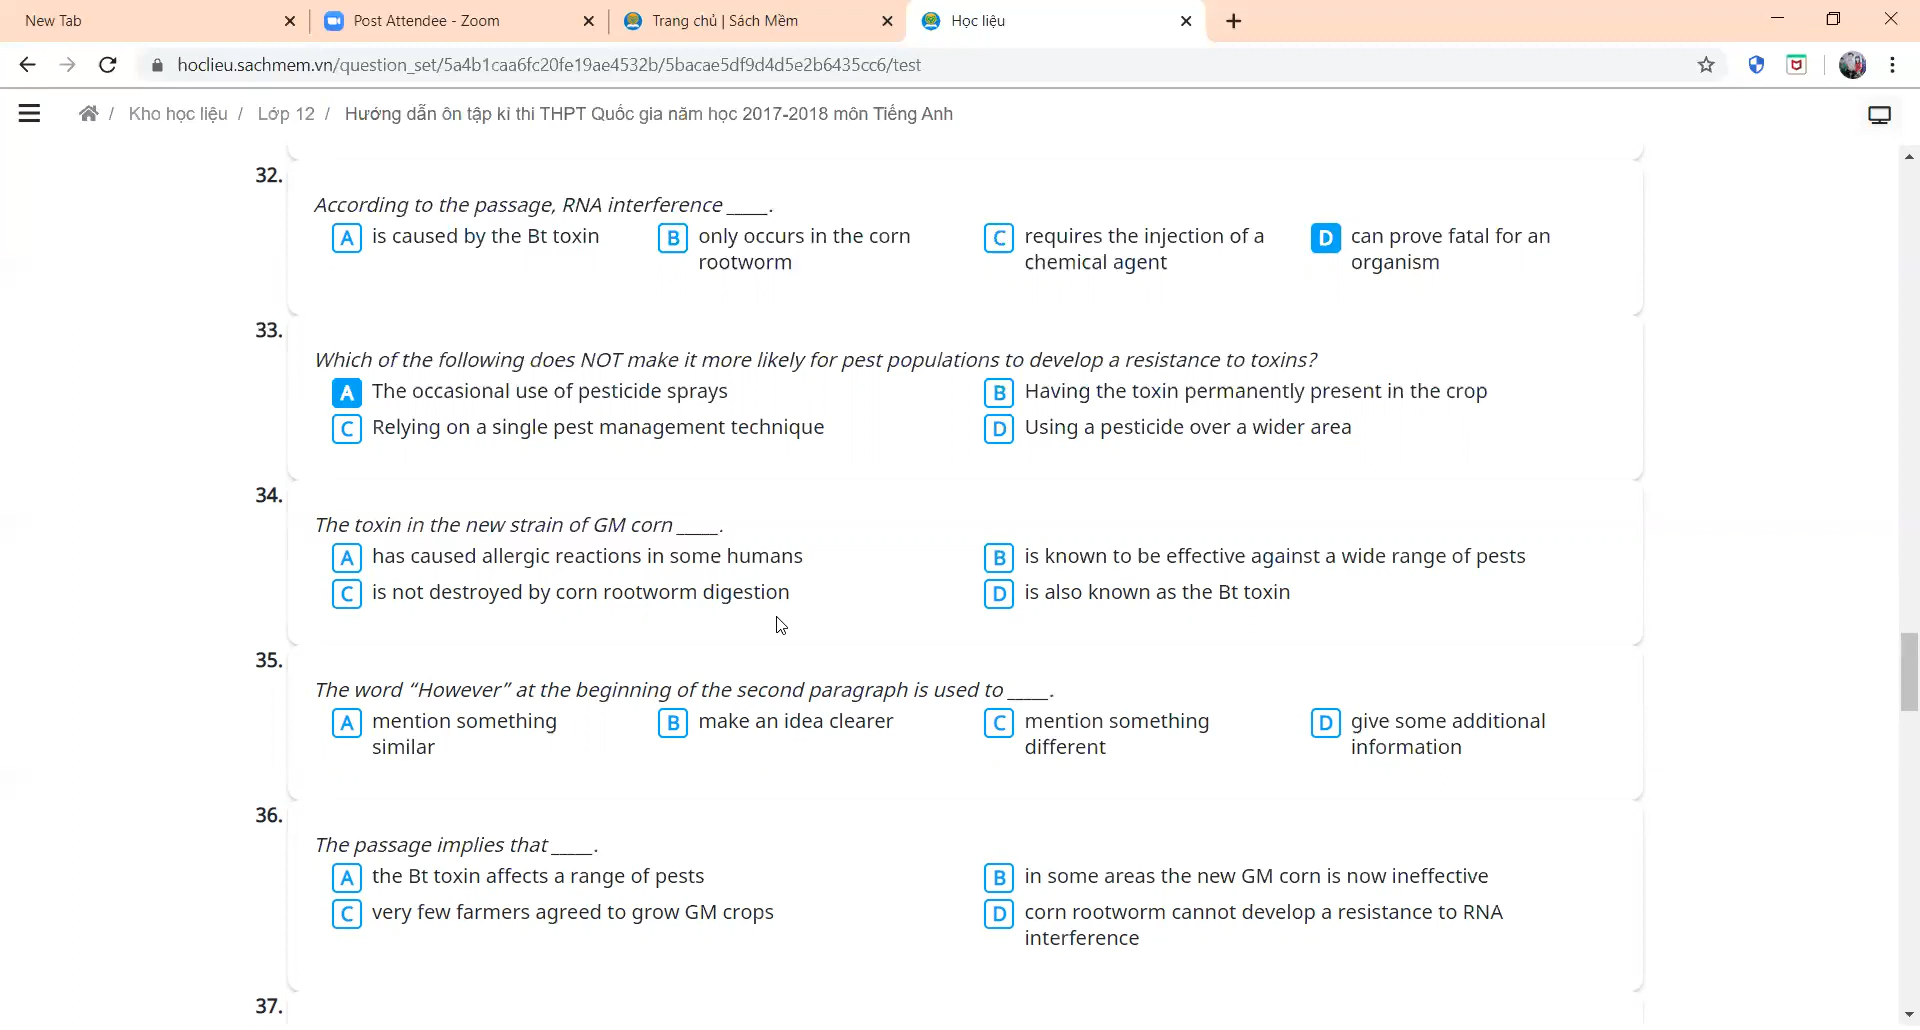 New Tab
Post Attendee - Zoom
Trang chủ | Sách Mềm
Học liệu
hoclieu.sachmem.vn/question_set/5a4b1caa6fc20fe19ae4532b/5bacae5df9d4d5e2b6435cc6/test
/ Kho học liệu / Lớp 12 / Hướng dẫn ôn tập kì thi THPT Quốc gia năm học 2017-2018 môn Tiếng Anh
32.
According to the passage, RNA interference _____.
A is caused by the Bt toxin
B only occurs in the corn
rootworm
C requires the injection of a
chemical agent
D can prove fatal for an
organism
33.
Which of the following does NOT make it more likely for pest populations to develop a resistance to toxins?
A The occasional use of pesticide sprays
B Having the toxin permanently present in the crop
C Relying on a single pest management technique
D Using a pesticide over a wider area
34.
The toxin in the new strain of GM corn _____.
A has caused allergic reactions in some humans
B is known to be effective against a wide range of pests
C is not destroyed by corn rootworm digestion
D is also known as the Bt toxin
35.
The word “However” at the beginning of the second paragraph is used to _____.
A mention something
similar
B make an idea clearer
C mention something
different
D give some additional
information
36.
The passage implies that _____.
A the Bt toxin affects a range of pests
B in some areas the new GM corn is now ineffective
C very few farmers agreed to grow GM crops
D corn rootworm cannot develop a resistance to RNA
interference
37.